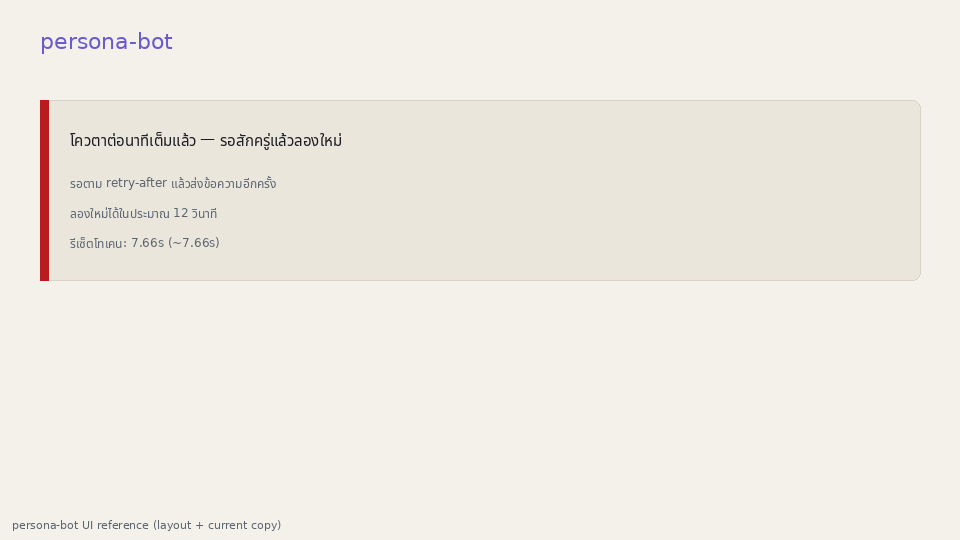 persona-bot
โควตาต่อนาทีเต็มแล้ว — รอสักครู่แล้วลองใหม่
รอตาม retry-after แล้วส่งข้อความอีกครั้ง
ลองใหม่ได้ในประมาณ 12 วินาที
รีเซ็ตโทเคน: 7.66s (~7.66s)
persona-bot UI reference (layout + current copy)